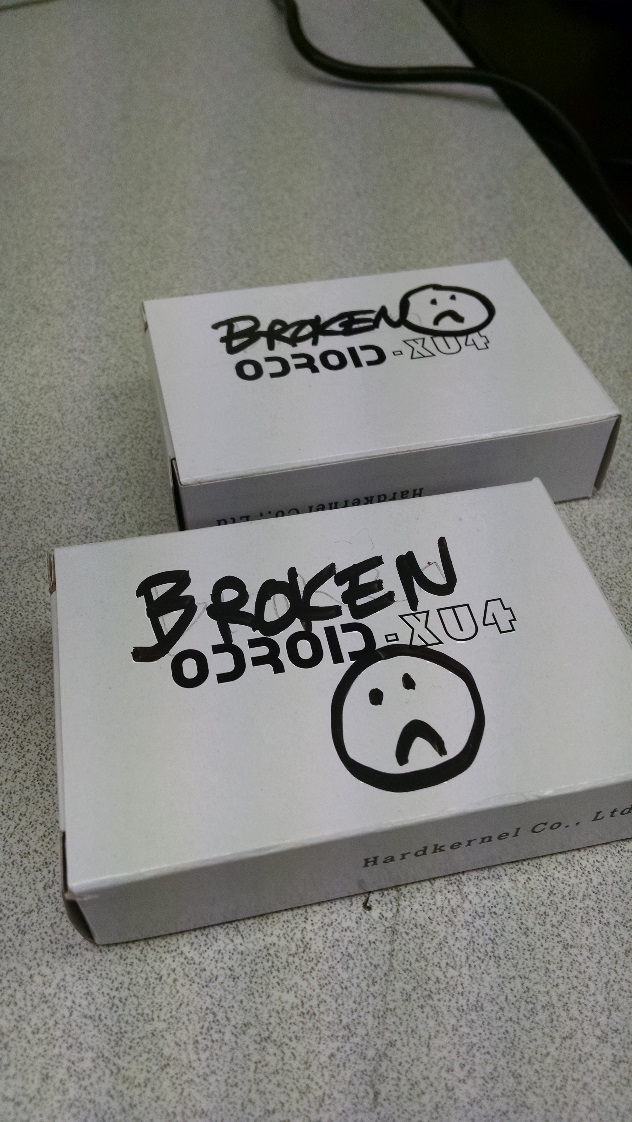 BROKEN
ODROID-XU4
Hardkernel Co., Ltd
BROKEN
ODROID-XU4
Hardkernel Co., Ltd